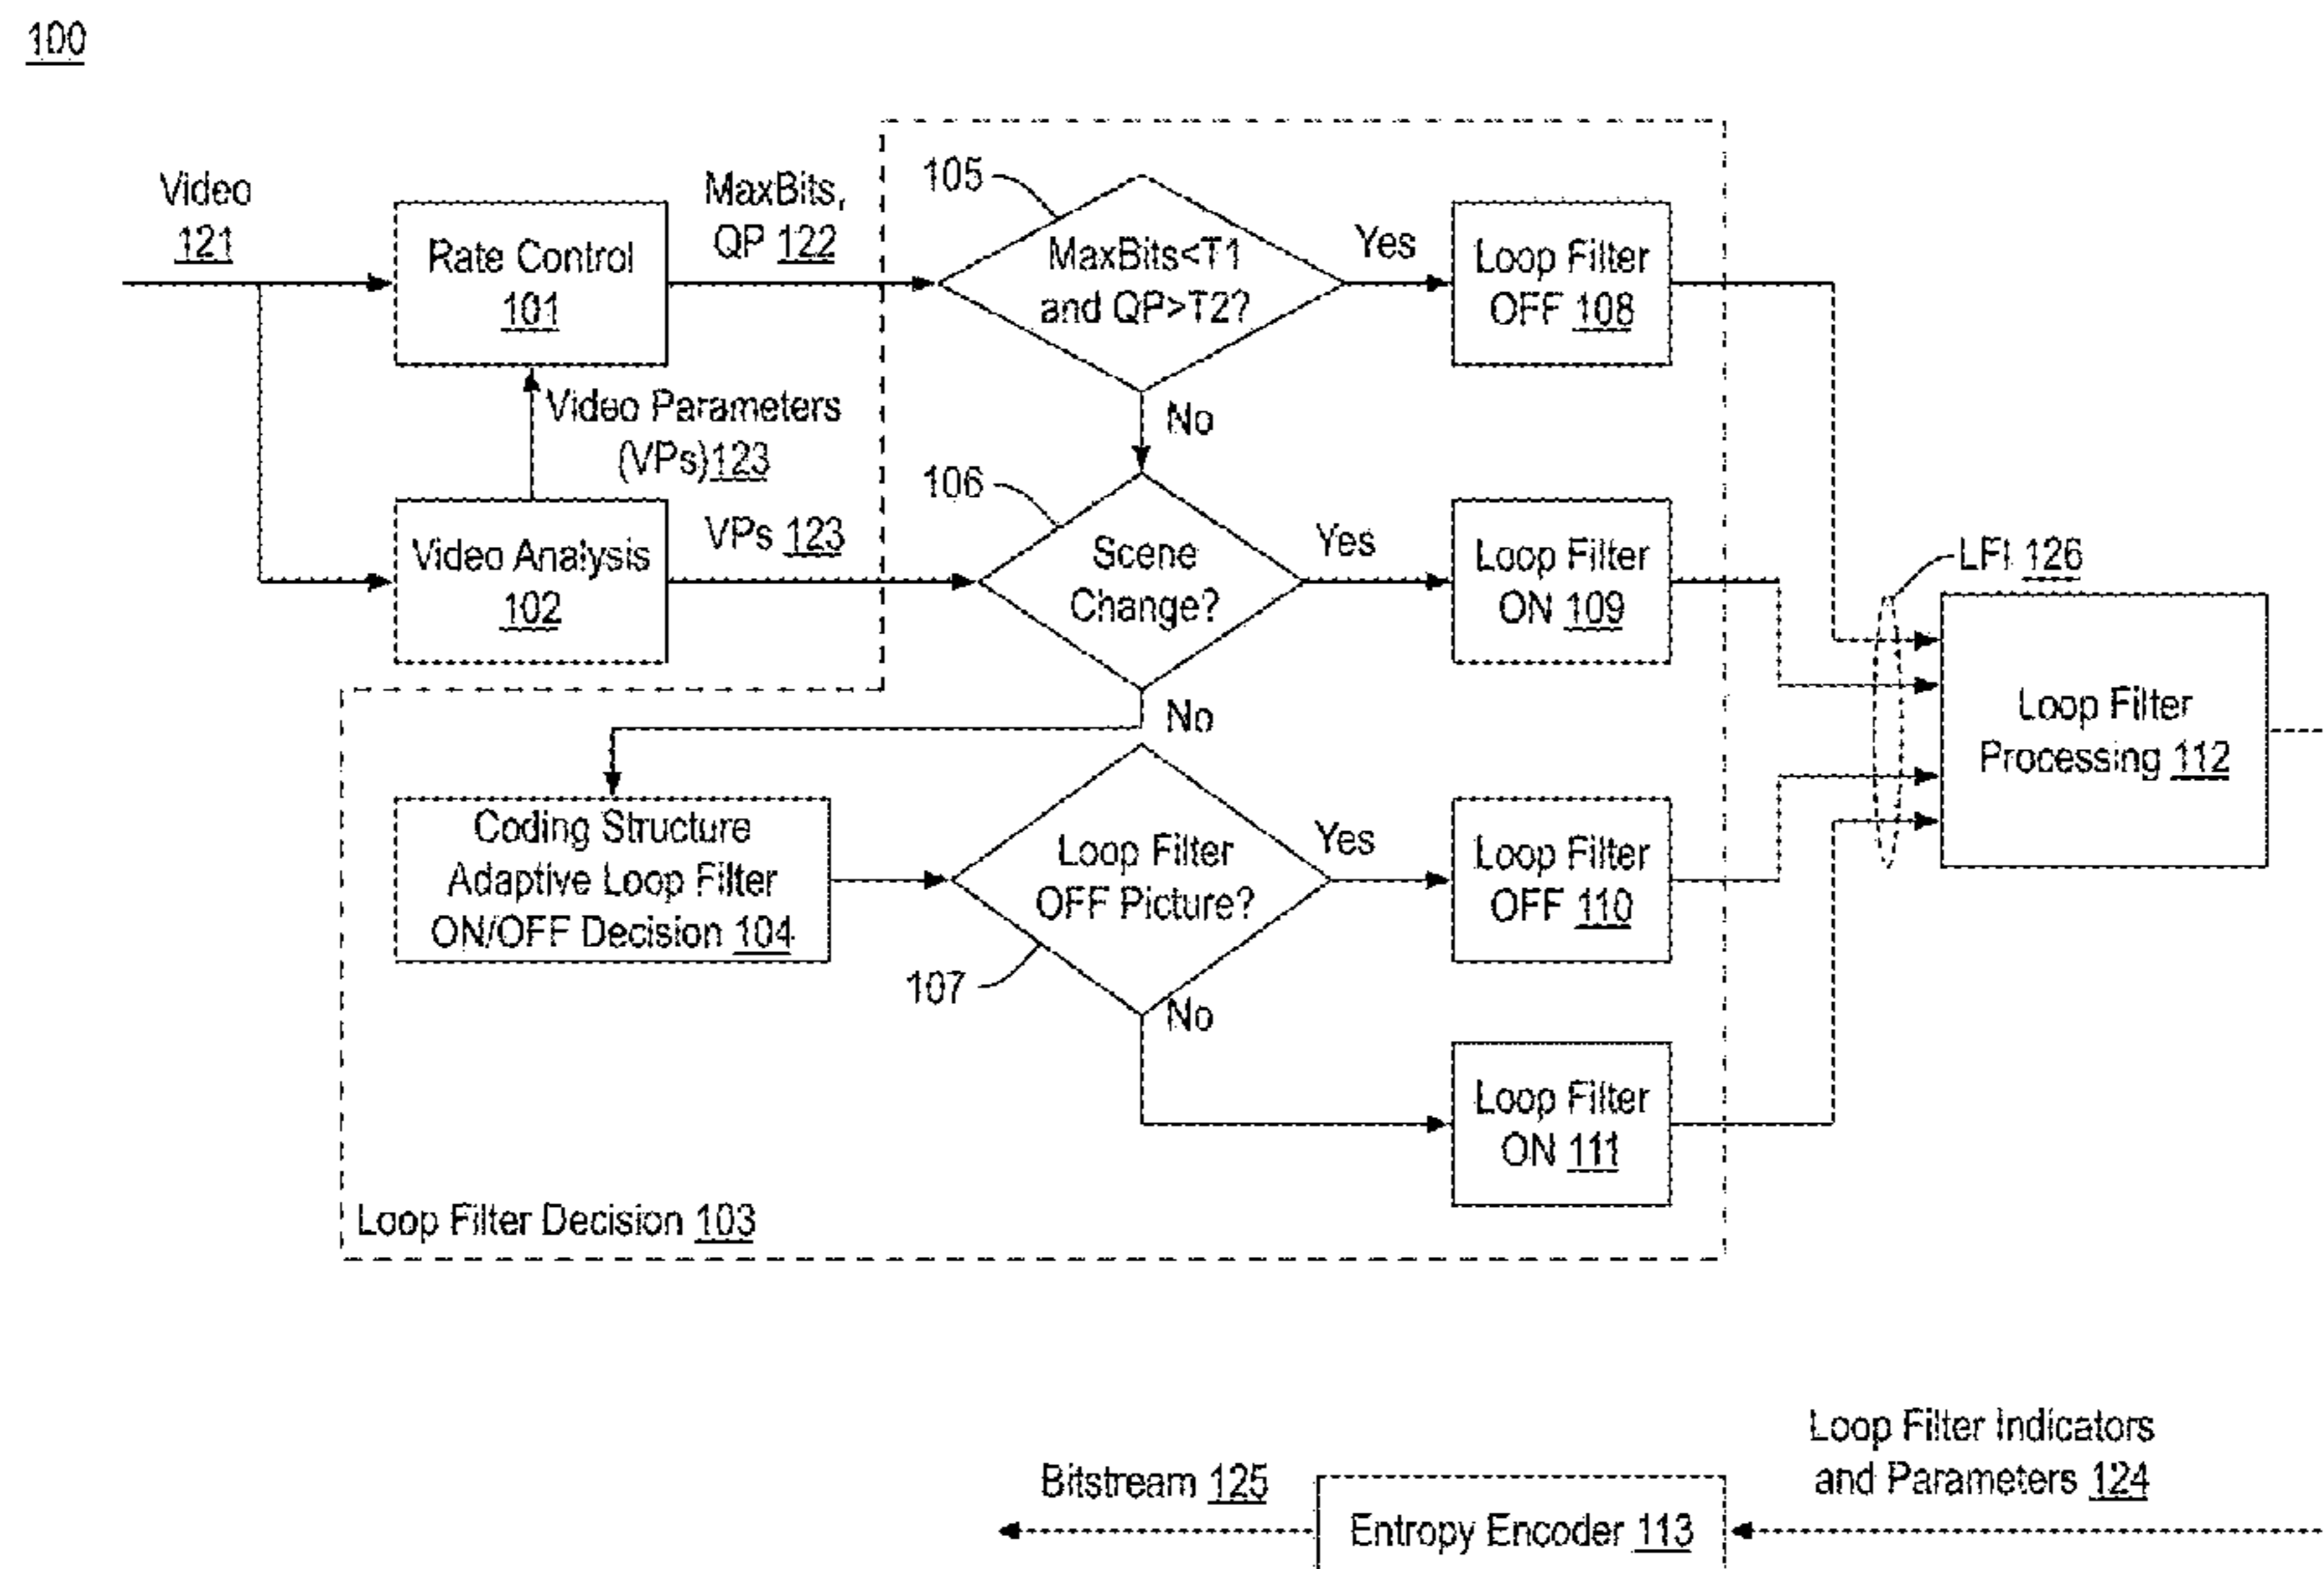 100
Video
121
Rate Control
101
MaxBits,
QP 122
105
MaxBits<T1
and QP>T2?
Yes
Loop Filter
OFF 108
No
Video Parameters
(VPs)123
Video Analysis
102
VPs 123
106
Scene
Change?
Yes
Loop Filter
ON 109
LFI 126
Loop Filter
Processing 112
No
Coding Structure
Adaptive Loop Filter
ON/OFF Decision 104
Loop Filter
OFF Picture?
107
Yes
Loop Filter
OFF 110
No
Loop Filter
ON 111
Loop Filter Decision 103
Loop Filter Indicators
and Parameters 124
Bitstream 125
Entropy Encoder 113